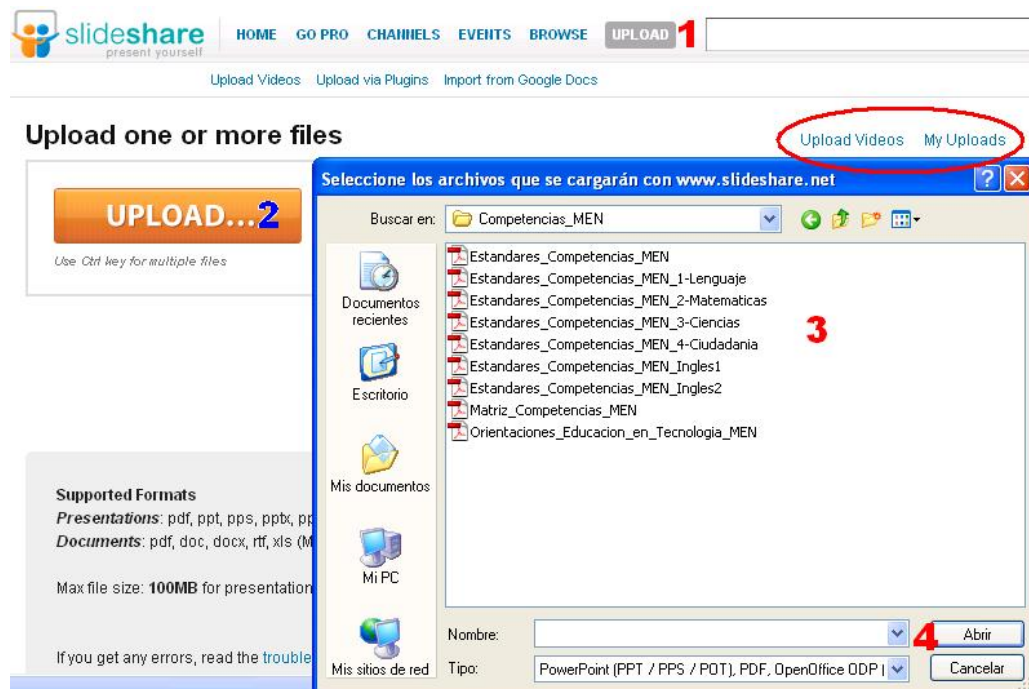 slideshare
present yourself
HOME GO PRO CHANNELS EVENTS BROWSE UPLOAD 1
Upload Videos Upload via Plugins Import from Google Docs
Upload one or more files
Upload Videos My Uploads
UPLOAD...2
Use Ctrl key for multiple files
Seleccione los archivos que se cargarán con www.slideshare.net
Buscar en: Competencias_MEN
Documentos recientes
Escritorio
Mis documentos
Mi PC
Mis sitios de red
Estandares_Competencias_MEN
Estandares_Competencias_MEN_1-Lenguaje
Estandares_Competencias_MEN_2-Matematicas
Estandares_Competencias_MEN_3-Ciencias
Estandares_Competencias_MEN_4-Ciudadania
Estandares_Competencias_MEN_Ingles1
Estandares_Competencias_MEN_Ingles2
Matriz_Competencias_MEN
Orientaciones_Educacion_en_Tecnologia_MEN
3
Nombre: 4 Abrir
Tipo: PowerPoint (PPT / PPS / POT), PDF, OpenOffice ODP Cancelar
Supported Formats
Presentations: pdf, ppt, pps, pptx,
Documents: pdf, doc, docx, rtf, xls
Max file size: 100MB for presentation
If you get any errors, read the trouble